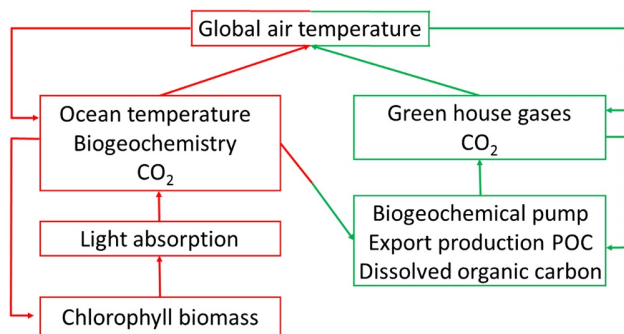 Global air temperature
Ocean temperature
Biogeochemistry
CO₂
Green house gases
CO₂
Light absorption
Biogeochemical pump
Export production POC
Dissolved organic carbon
Chlorophyll biomass